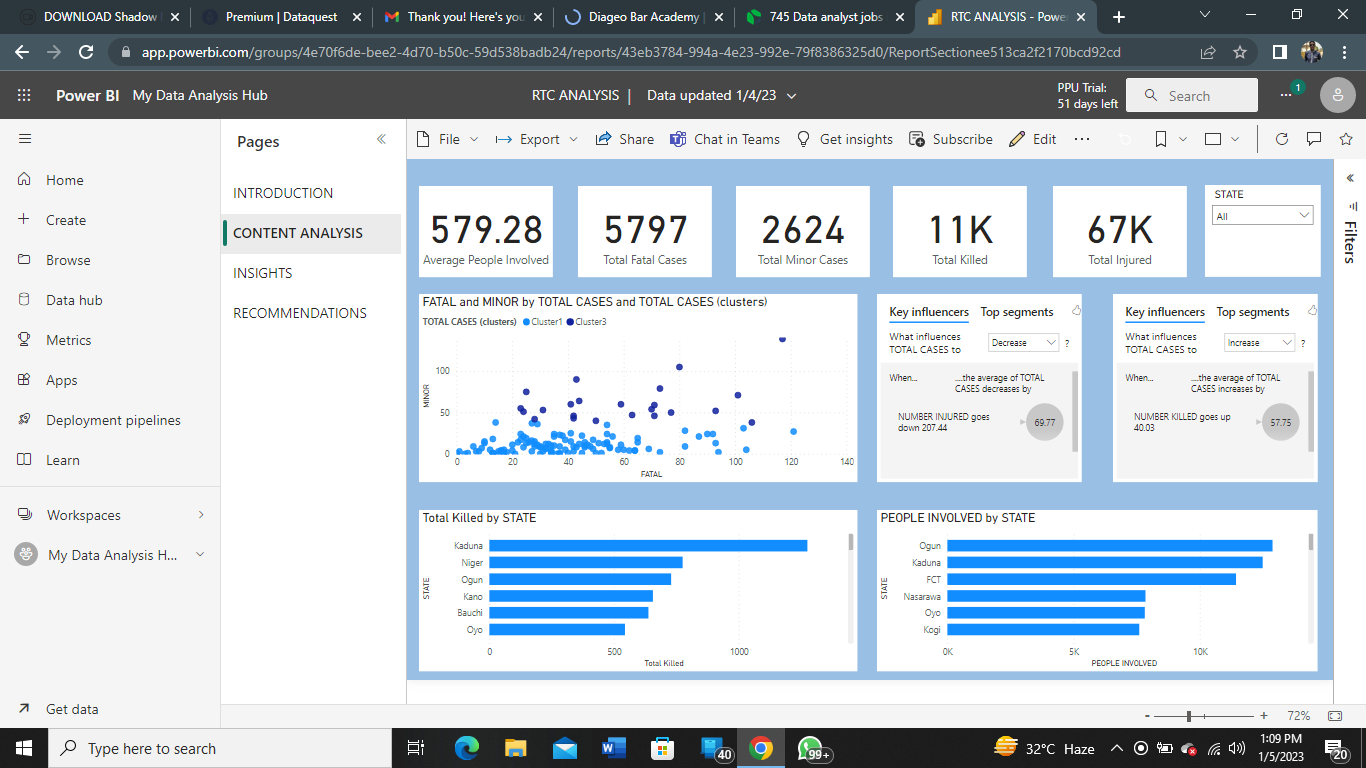 DOWNLOAD Shadow
Premium | Dataquest
Thank you! Here's you
Diageo Bar Academy |
745 Data analyst jobs
RTC ANALYSIS - Powe
app.powerbi.com/groups/4e70f6de-bee2-4d70-b50c-59d538badb24/reports/43eb3784-994a-4e23-992e-79f8386325d0/ReportSectionee513ca2f2170bcd92cd
Power BI My Data Analysis Hub
RTC ANALYSIS | Data updated 1/4/23
PPU Trial:
51 days left
Search
1
Home
Create
Browse
Data hub
Metrics
Apps
Deployment pipelines
Learn
Workspaces
My Data Analysis H...
Get data
Pages
INTRODUCTION
CONTENT ANALYSIS
INSIGHTS
RECOMMENDATIONS
File Export Share Chat in Teams Get insights Subscribe Edit
579.28
Average People Involved
5797
Total Fatal Cases
2624
Total Minor Cases
11K
Total Killed
67K
Total Injured
STATE
All
Filters
FATAL and MINOR by TOTAL CASES and TOTAL CASES (clusters)
TOTAL CASES (clusters) Cluster1 Cluster3
MINOR
100
50
0
0 20 40 60 80 100 120 140
FATAL
Key influencers Top segments
What influences
TOTAL CASES to
Decrease
?
When...
....the average of TOTAL
CASES decreases by
NUMBER INJURED goes
down 207.44
69.77
Key influencers Top segments
What influences
TOTAL CASES to
Increase
?
When...
....the average of TOTAL
CASES increases by
NUMBER KILLED goes up
40.03
57.75
Total Killed by STATE
STATE
Kaduna
Niger
Ogun
Kano
Bauchi
Oyo
0 500 1000
Total Killed
PEOPLE INVOLVED by STATE
STATE
Ogun
Kaduna
FCT
Nasarawa
Oyo
Kogi
0K 5K 10K
PEOPLE INVOLVED
- + 72%
Type here to search
40
99+
32°C Haze
1:09 PM
1/5/2023
20